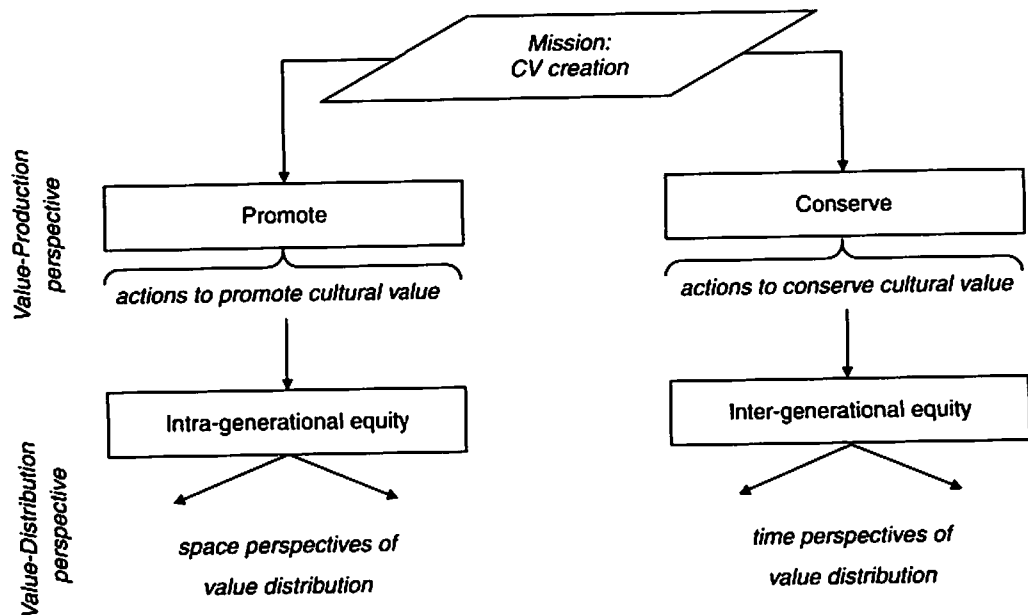 Mission:
CV creation
Value-Production
perspective
Promote
Conserve
actions to promote cultural value
actions to conserve cultural value
Value-Distribution
perspective
Intra-generational equity
Inter-generational equity
space perspectives of
value distribution
time perspectives of
value distribution